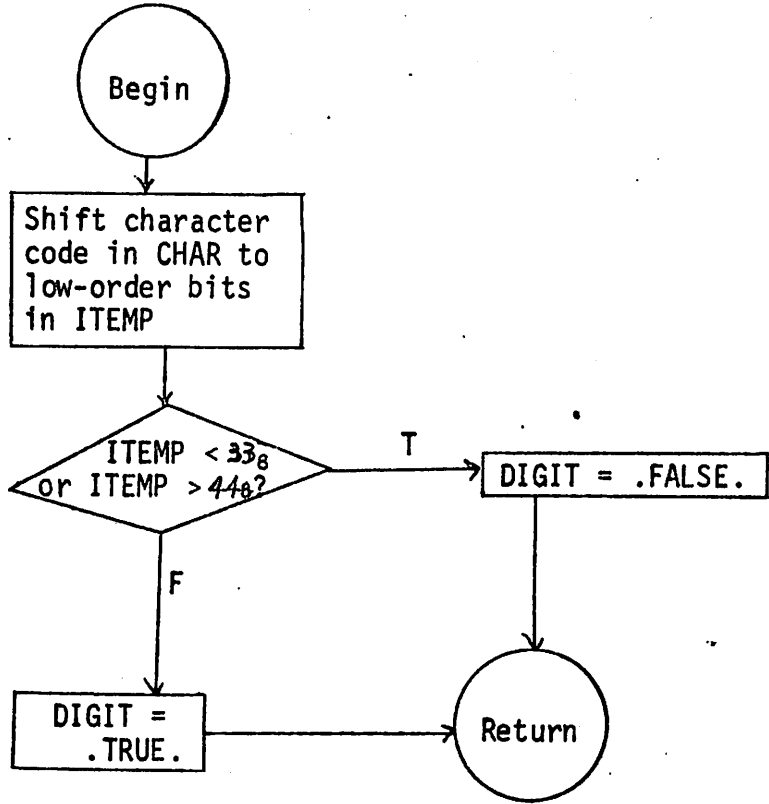 Begin
Shift character
code in CHAR to
low-order bits
in ITEMP
ITEMP < 33₈
or ITEMP > 44₈?
T
DIGIT = .FALSE.
F
DIGIT =
.TRUE.
Return